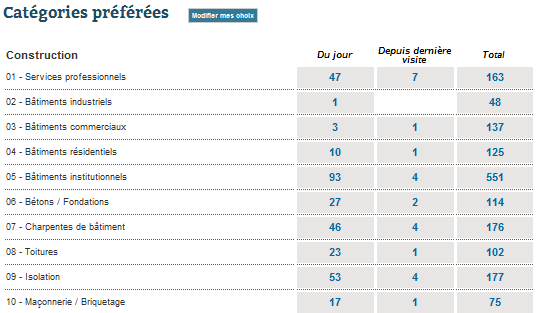 Catégories préférées Modifier mes choix
Construction Du jour Depuis dernière visite Total
01 - Services professionnels 47 7 163
02 - Bâtiments industriels 1 48
03 - Bâtiments commerciaux 3 1 137
04 - Bâtiments résidentiels 10 1 125
05 - Bâtiments institutionnels 93 4 551
06 - Bétons / Fondations 27 2 114
07 - Charpentes de bâtiment 46 4 176
08 - Toitures 23 1 102
09 - Isolation 53 4 177
10 - Maçonnerie / Briquetage 17 1 75